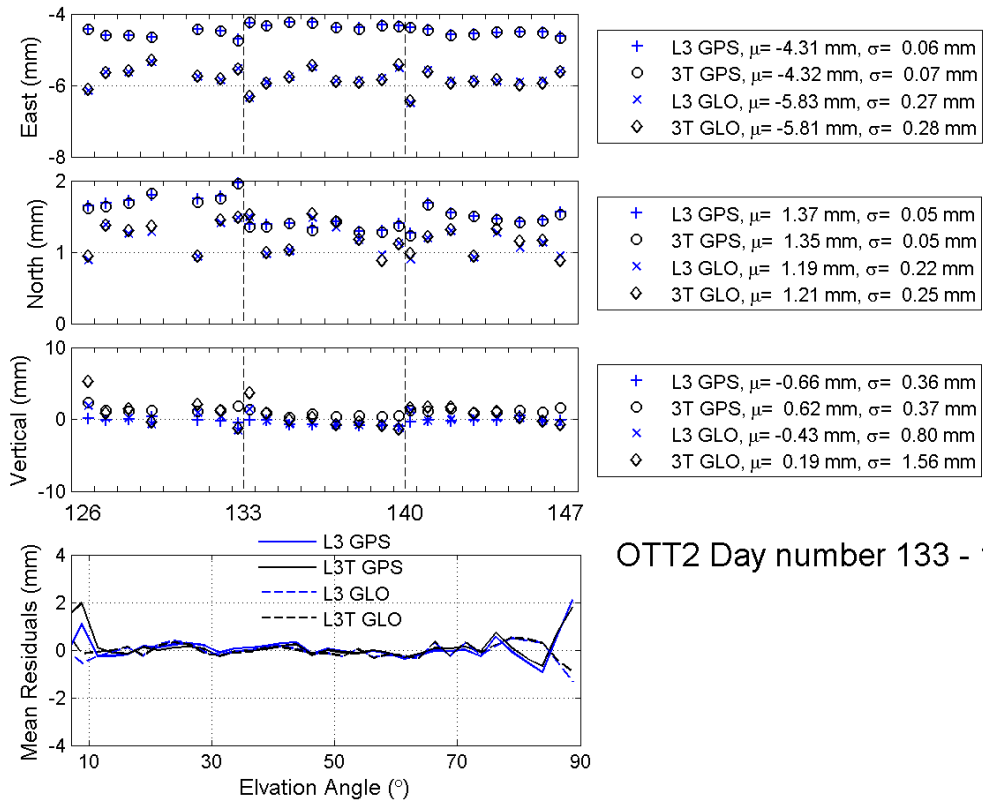 -4
-6
-8
East (mm)
L3 GPS, μ= -4.31 mm, σ= 0.06 mm
3T GPS, μ= -4.32 mm, σ= 0.07 mm
L3 GLO, μ= -5.83 mm, σ= 0.27 mm
3T GLO, μ= -5.81 mm, σ= 0.28 mm
2
1
0
North (mm)
L3 GPS, μ= 1.37 mm, σ= 0.05 mm
3T GPS, μ= 1.35 mm, σ= 0.05 mm
L3 GLO, μ= 1.19 mm, σ= 0.22 mm
3T GLO, μ= 1.21 mm, σ= 0.25 mm
10
0
-10
Vertical (mm)
L3 GPS, μ= -0.66 mm, σ= 0.36 mm
3T GPS, μ= 0.62 mm, σ= 0.37 mm
L3 GLO, μ= -0.43 mm, σ= 0.80 mm
3T GLO, μ= 0.19 mm, σ= 1.56 mm
126 133 140 147
OTT2 Day number 133 -
4
2
0
-2
-4
Mean Residuals (mm)
L3 GPS
L3T GPS
L3 GLO
L3T GLO
10 30 50 70 90
Elvation Angle (°)